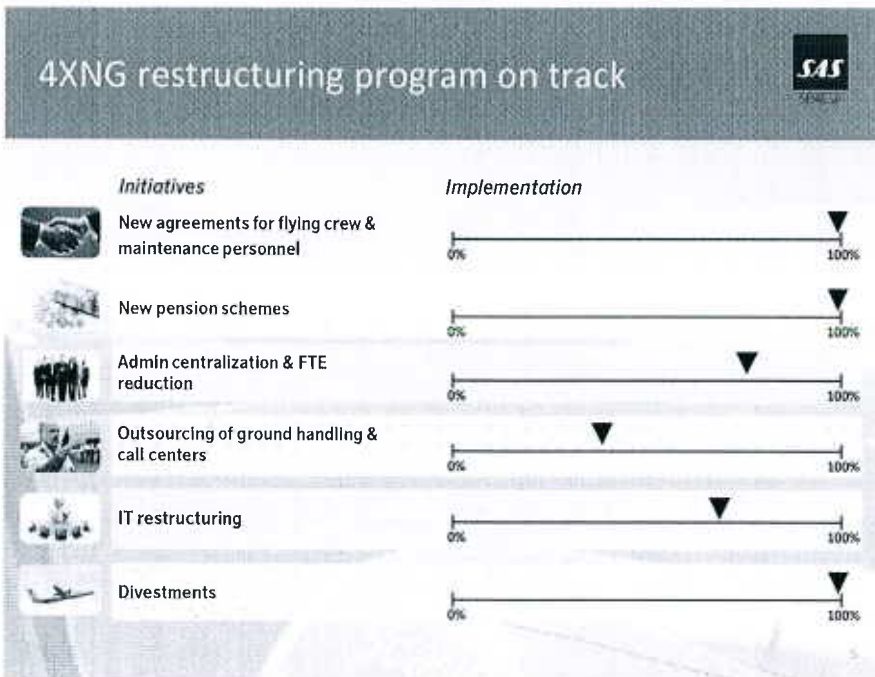 4XNG restructuring program on track
SAS
Initiatives
Implementation
New agreements for flying crew &
maintenance personnel
0%
100%
New pension schemes
0%
100%
Admin centralization & FTE
reduction
0%
100%
Outsourcing of ground handling &
call centers
0%
100%
IT restructuring
0%
100%
Divestments
0%
100%
5